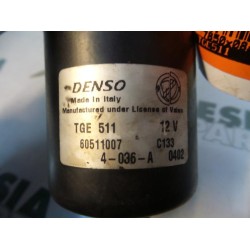 DENSO
Made in Italy
Manufactured under License of Valeo
TGE 511 12 V
60511007 C133
4-036-A 0402